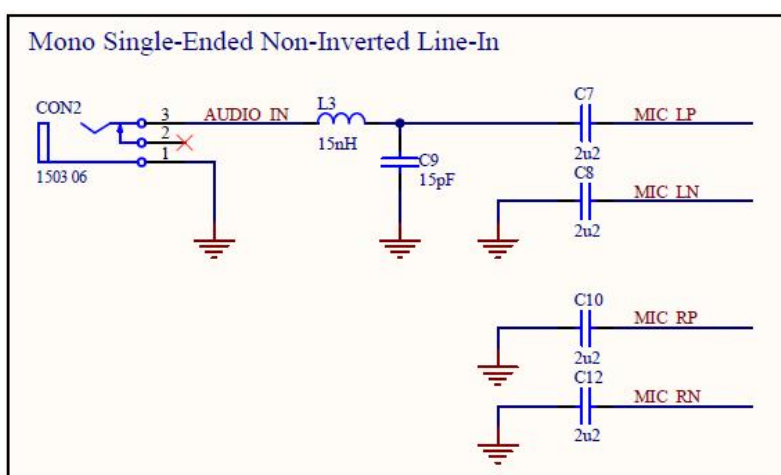 Mono Single-Ended Non-Inverted Line-In
CON2
3
2
1
1503 06
AUDIO IN
L3
15nH
C9
15pF
C7
2u2
MIC LP
C8
2u2
MIC LN
C10
2u2
MIC RP
C12
2u2
MIC RN